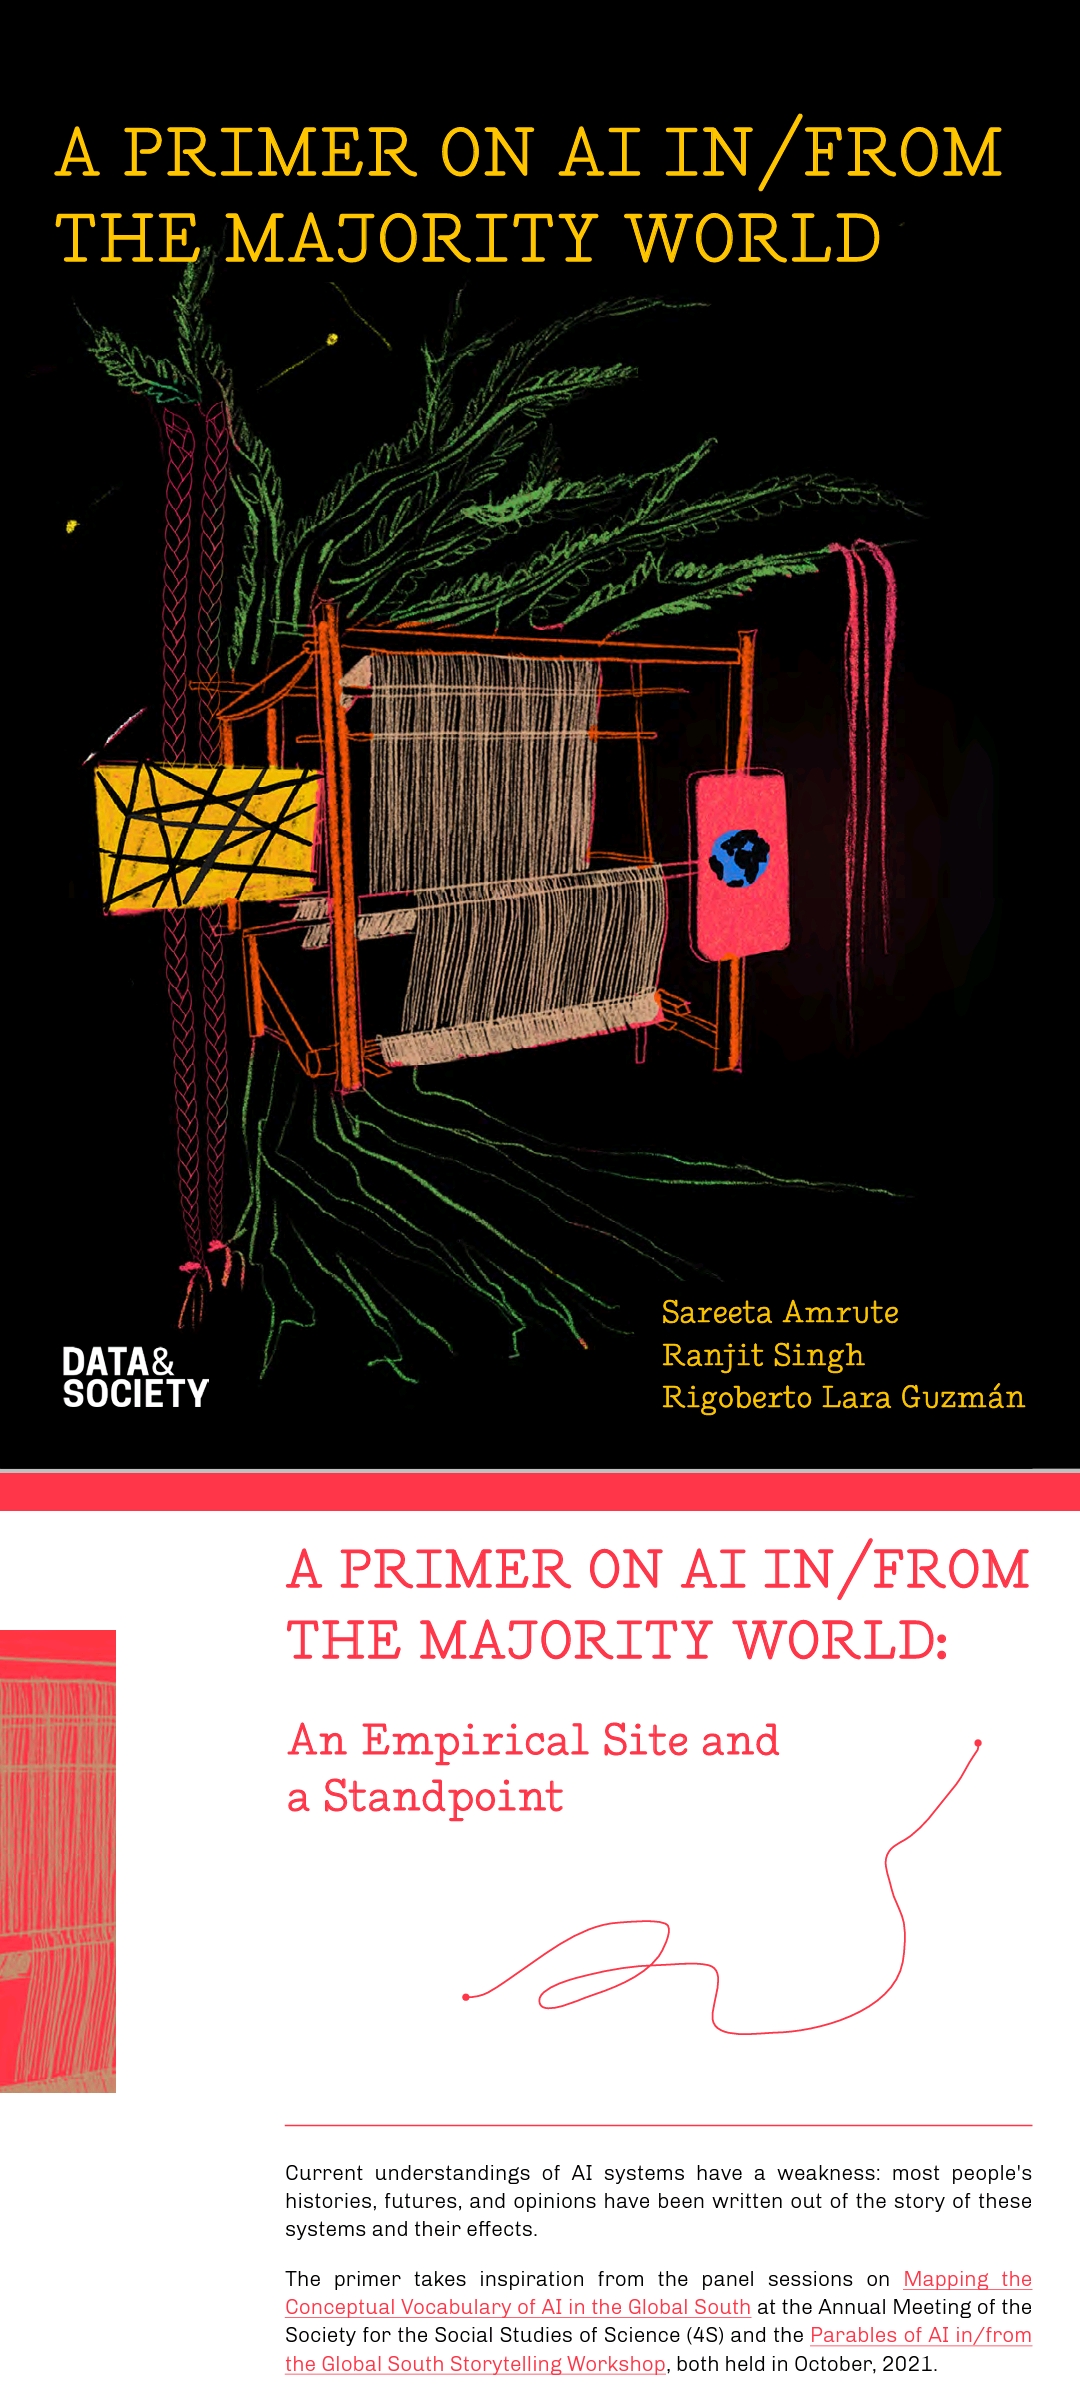 A PRIMER ON AI IN/FROM
THE MAJORITY WORLD
Sareeta Amrute
Ranjit Singh
Rigoberto Lara Guzmán
DATA&
SOCIETY
A PRIMER ON AI IN/FROM
THE MAJORITY WORLD:
An Empirical Site and
a Standpoint
Current understandings of AI systems have a weakness: most people's
histories, futures, and opinions have been written out of the story of these
systems and their effects.
The primer takes inspiration from the panel sessions on Mapping the
Conceptual Vocabulary of AI in the Global South at the Annual Meeting of the
Society for the Social Studies of Science (4S) and the Parables of AI in/from
the Global South Storytelling Workshop, both held in October, 2021.